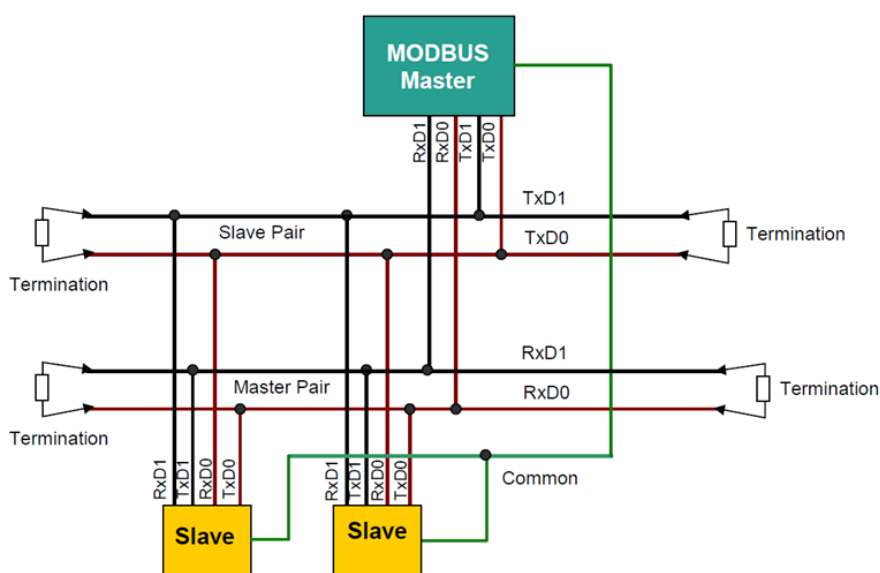 MODBUS
Master
RxD1
RxD0
TxD1
TxD0
TxD1
Slave Pair
TxD0
Termination
Termination
RxD1
Master Pair
RxD0
Termination
Termination
RxD1
TxD1
RxD0
TxD0
RxD1
TxD1
RxD0
TxD0
Common
Slave
Slave